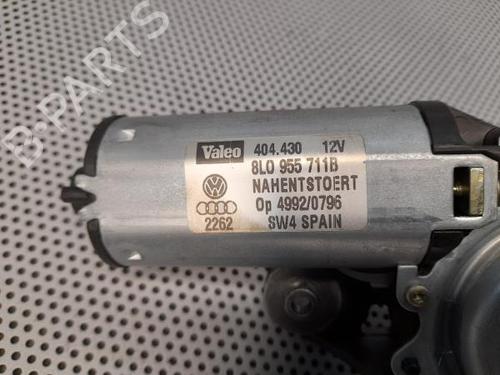 B-PARTS
Valeo 404.430 12V
8L0 955 711B
NAHENTSTOERT
Op 4992/0796
2262 SW4 SPAIN